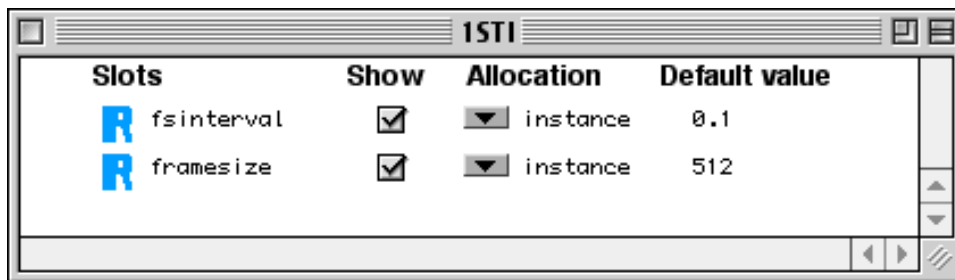 1STI
Slots Show Allocation Default value
R fsinterval instance 0.1
R framesize instance 512